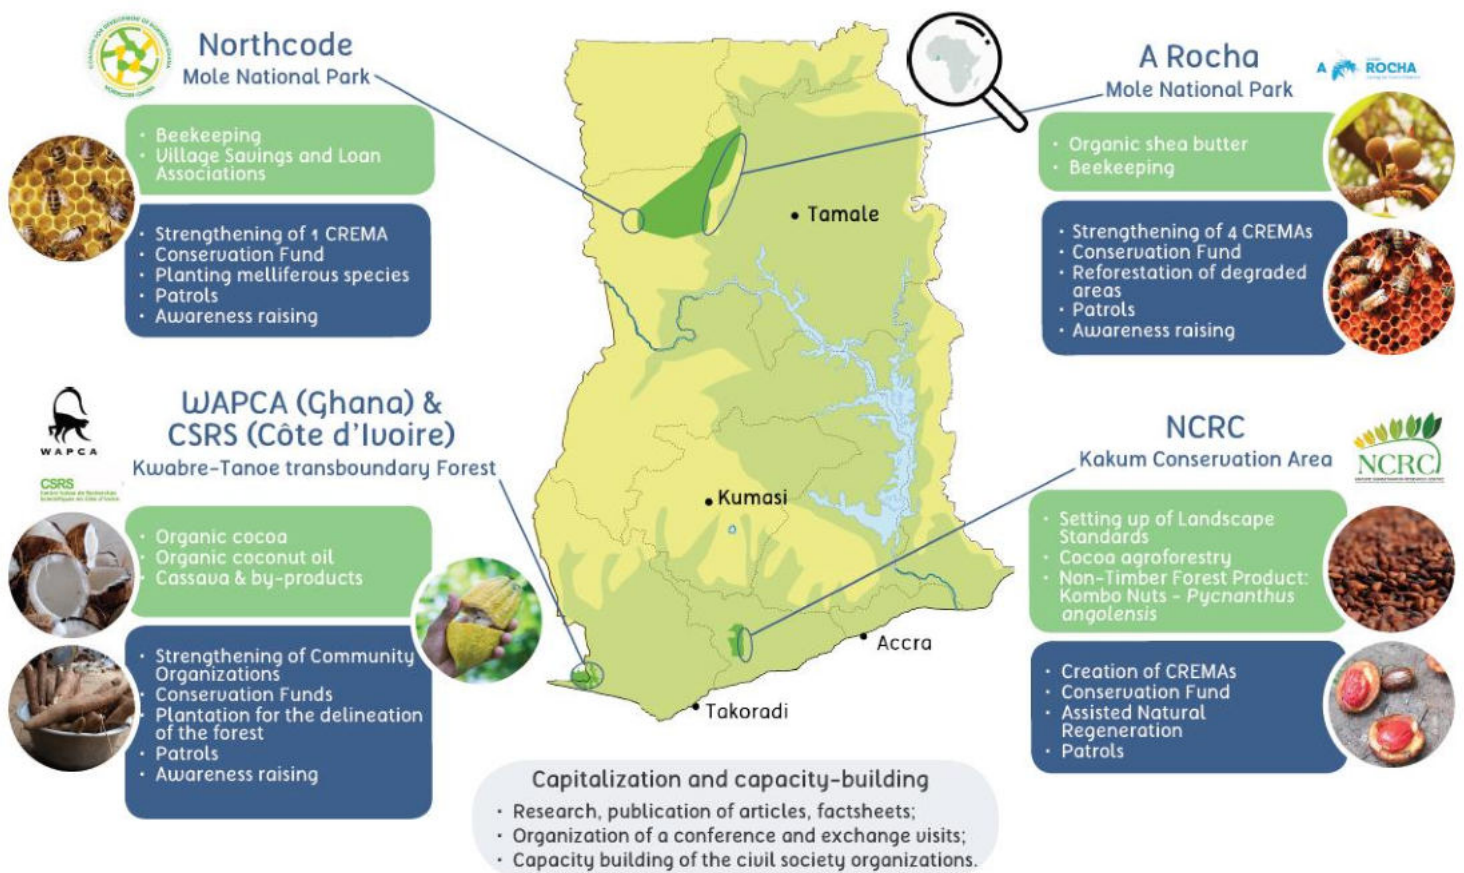 Northcode
Mole National Park
NORTHCODE GHANA
· Beekeeping
· Village Savings and Loan
Associations
· Strengthening of 1 CREMA
· Conservation Fund
· Planting melliferous species
· Patrols
· Awareness raising
A Rocha
Mole National Park
A ROCHA
· Organic shea butter
· Beekeeping
· Strengthening of 4 CREMAs
· Conservation Fund
· Reforestation of degraded
areas
· Patrols
· Awareness raising
WAPCA (Ghana) &
CSRS (Côte d'Ivoire)
Kwabre-Tanoe transboundary Forest
WAPCA
CSRS
· Organic cocoa
· Organic coconut oil
· Cassava & by-products
· Strengthening of Community
Organizations
· Conservation Funds
· Plantation for the delineation
of the forest
· Patrols
· Awareness raising
NCRC
Kakum Conservation Area
NCRC
· Setting up of Landscape
Standards
· Cocoa agroforestry
· Non-Timber Forest Product:
Kombo Nuts - Pycnanthus
angolensis
· Creation of CREMAs
· Conservation Fund
· Assisted Natural
Regeneration
· Patrols
Tamale
Kumasi
Accra
Takoradi
Capitalization and capacity-building
· Research, publication of articles, factsheets;
· Organization of a conference and exchange visits;
· Capacity building of the civil society organizations.